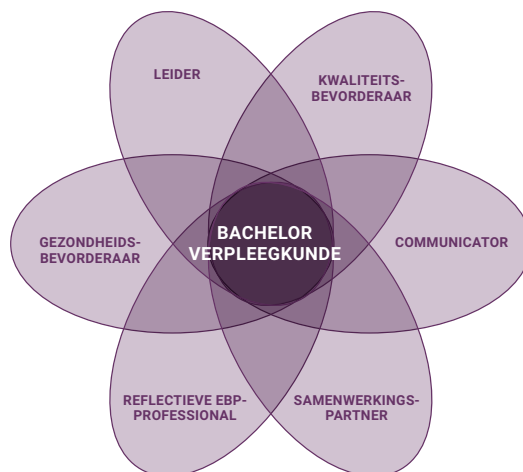 LEIDER
KWALITEITS-
BEVORDERAAR
GEZONDHEIDS-
BEVORDERAAR
BACHELOR
VERPLEEGKUNDE
COMMUNICATOR
REFLECTIEVE EBP-
PROFESSIONAL
SAMENWERKINGS-
PARTNER